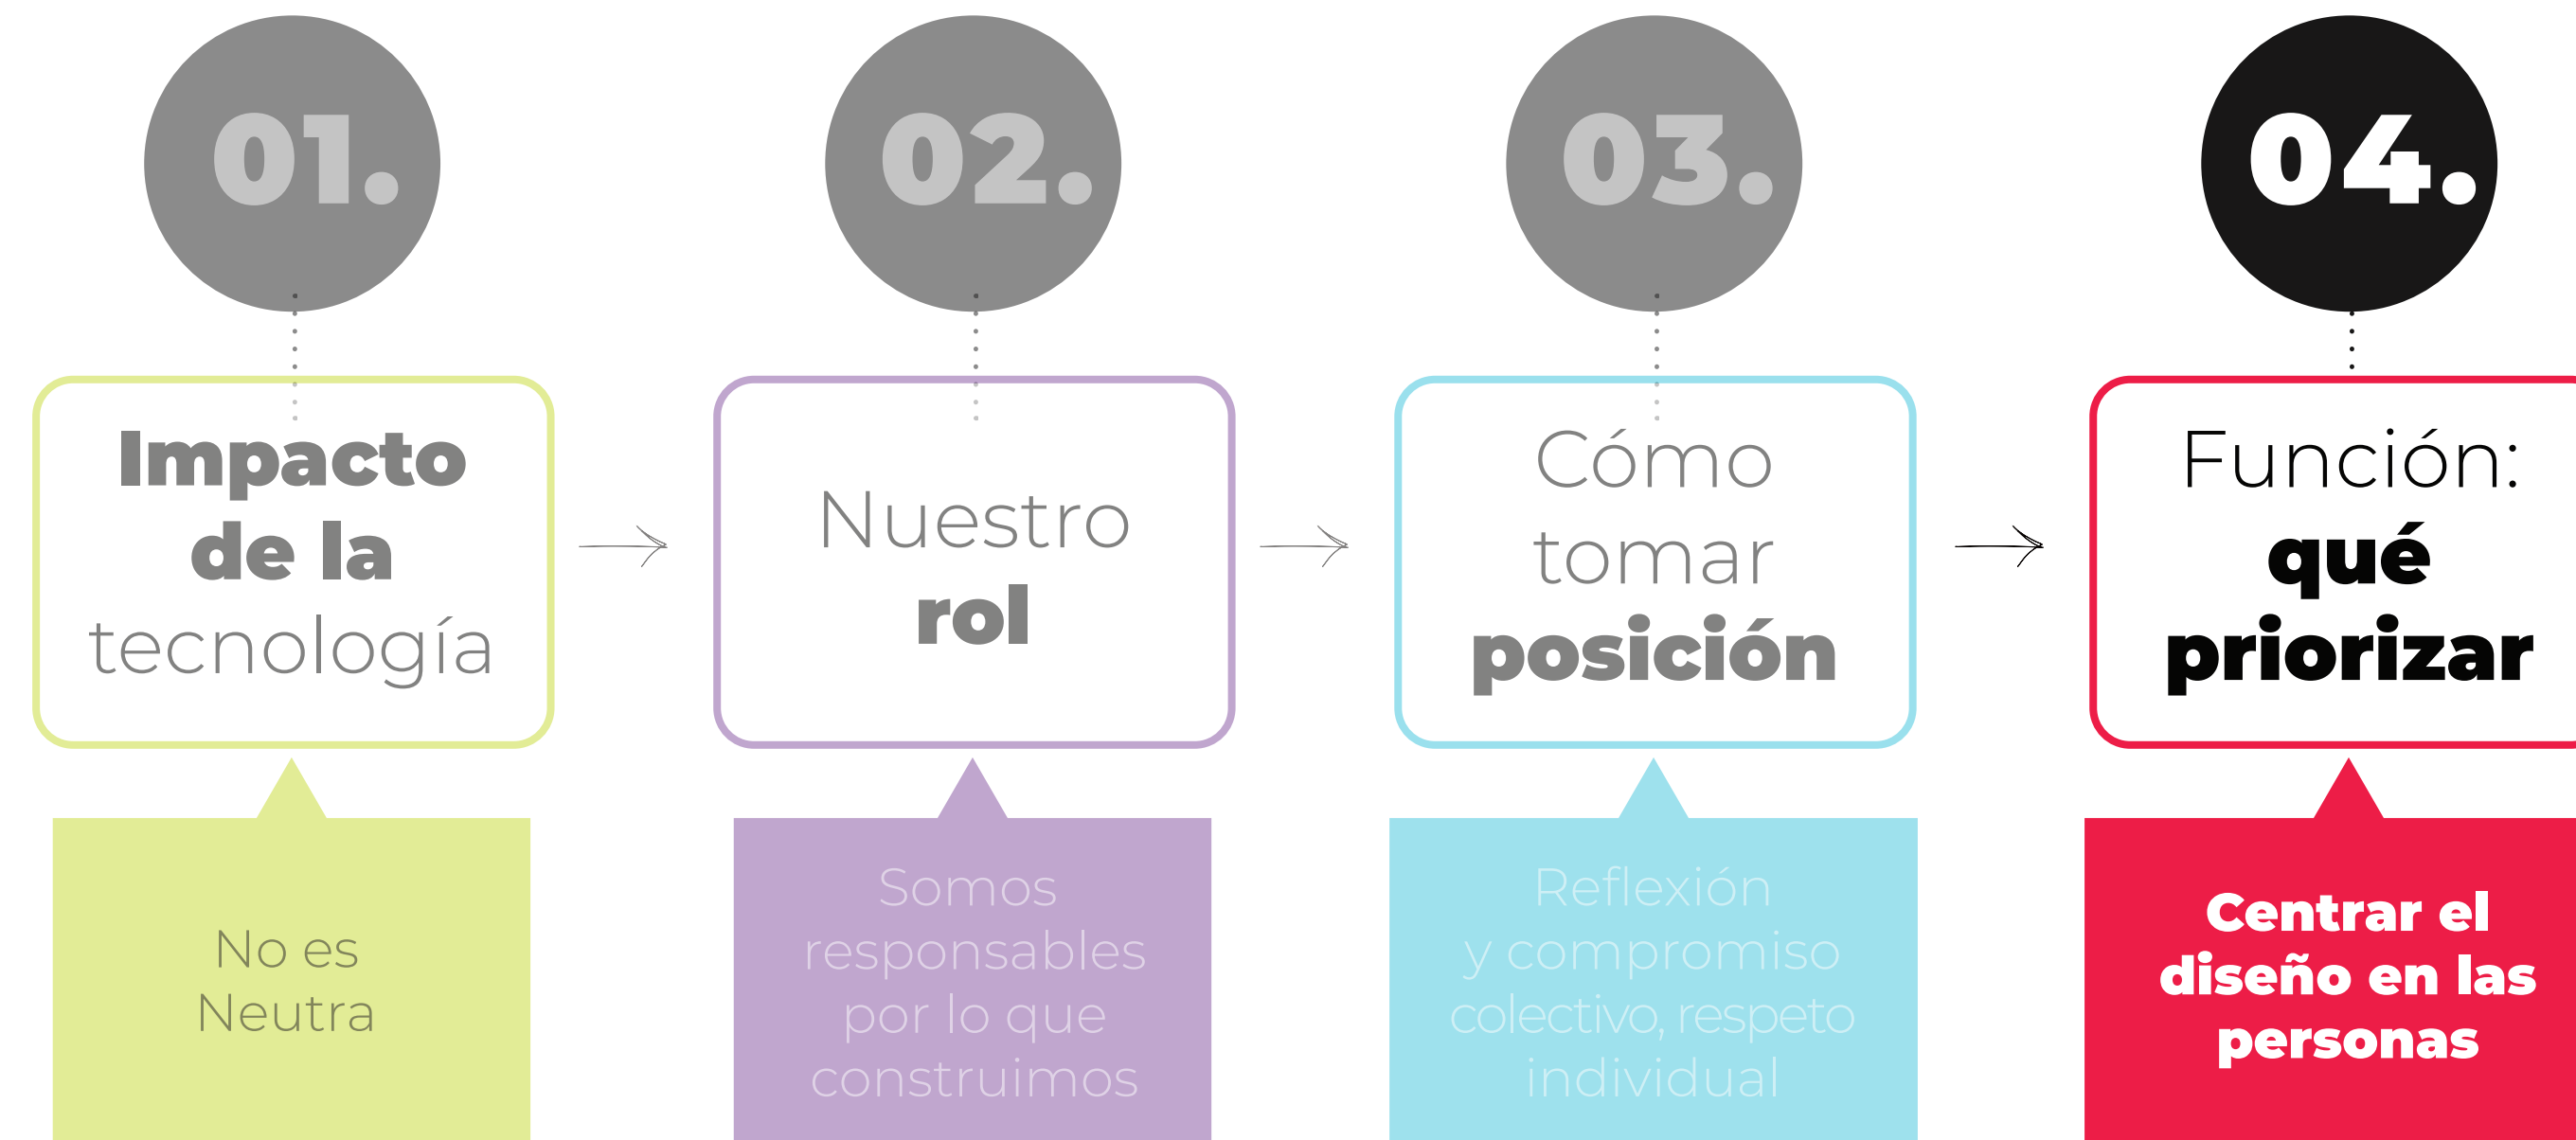 01.
Impacto
de la
tecnología
No es
Neutra
02.
Nuestro
rol
Somos
responsables
por lo que
construimos
03.
Cómo
tomar
posición
Reflexión
y compromiso
colectivo, respeto
individual
04.
Función:
qué
priorizar
Centrar el
diseño en las
personas